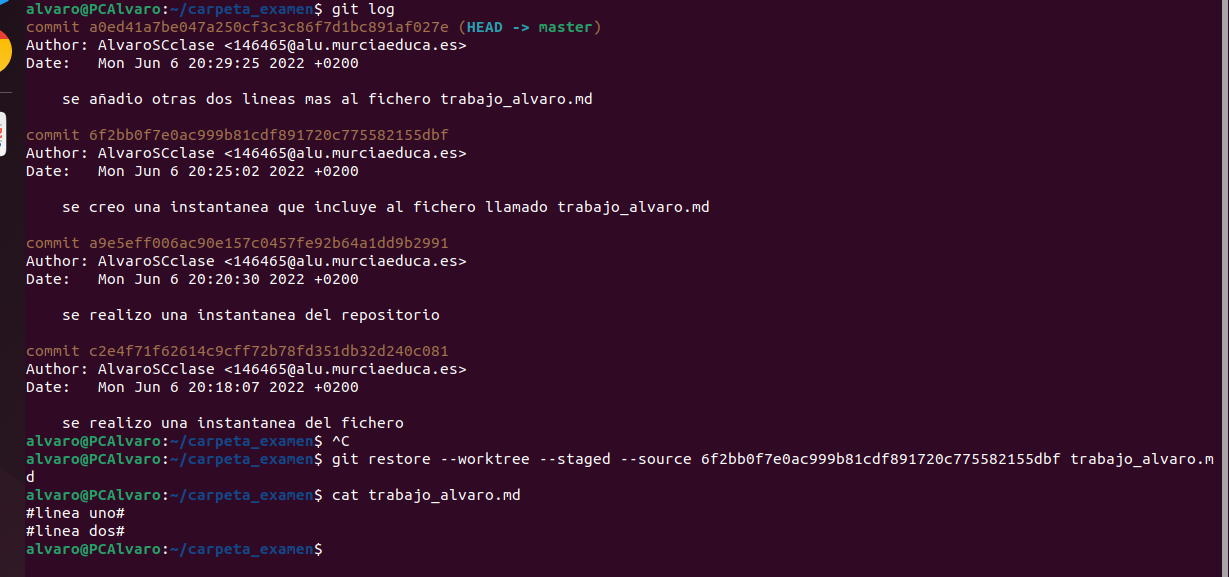 alvaro@PCAlvaro:~/carpeta_examen$ git log
commit a0ed41a7be047a250cf3c3c86f7d1bc891af027e (HEAD -> master)
Author: AlvaroSCclase <146465@alu.murciaeduca.es>
Date:   Mon Jun 6 20:29:25 2022 +0200
    se añadio otras dos lineas mas al fichero trabajo_alvaro.md
commit 6f2bb0f7e0ac999b81cdf891720c775582155dbf
Author: AlvaroSCclase <146465@alu.murciaeduca.es>
Date:   Mon Jun 6 20:25:02 2022 +0200
    se creo una instantanea que incluye al fichero llamado trabajo_alvaro.md
commit a9e5eff006ac90e157c0457fe92b64a1dd9b2991
Author: AlvaroSCclase <146465@alu.murciaeduca.es>
Date:   Mon Jun 6 20:20:30 2022 +0200
    se realizo una instantanea del repositorio
commit c2e4f71f62614c9cff72b78fd351db32d240c081
Author: AlvaroSCclase <146465@alu.murciaeduca.es>
Date:   Mon Jun 6 20:18:07 2022 +0200
    se realizo una instantanea del fichero
alvaro@PCAlvaro:~/carpeta_examen$ ^C
alvaro@PCAlvaro:~/carpeta_examen$ git restore --worktree --staged --source 6f2bb0f7e0ac999b81cdf891720c775582155dbf trabajo_alvaro.m
d
alvaro@PCAlvaro:~/carpeta_examen$ cat trabajo_alvaro.md
#linea uno#
#linea dos#
alvaro@PCAlvaro:~/carpeta_examen$